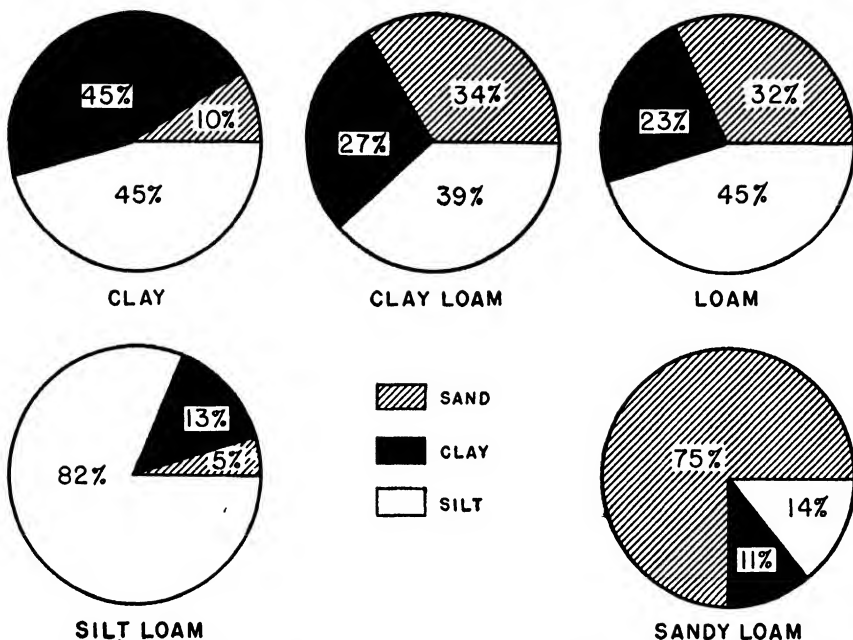 45%
10%
45%
CLAY
34%
27%
39%
CLAY LOAM
32%
23%
45%
LOAM
13%
5%
82%
SILT LOAM
SAND
CLAY
SILT
75%
14%
11%
SANDY LOAM